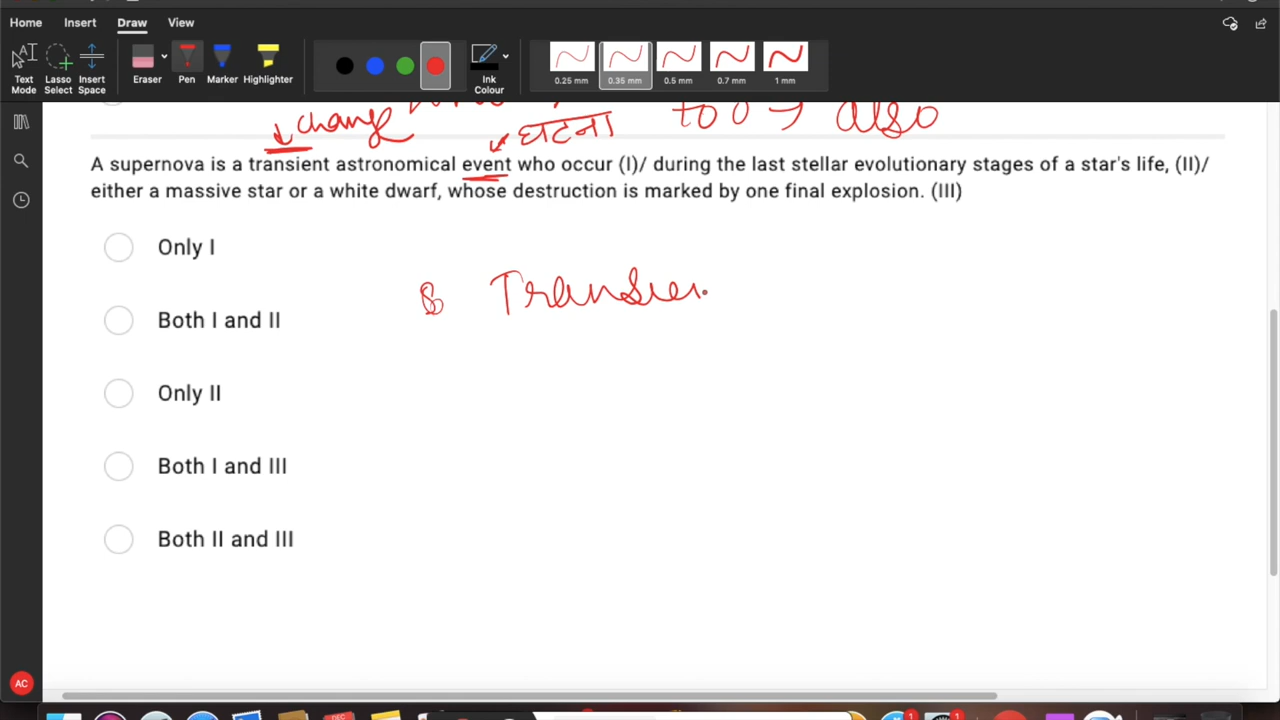 Home Insert Draw View
Text Mode Lasso Select Insert Space Eraser Pen Marker Highlighter Ink Colour 0.25 mm 0.35 mm 0.5 mm 0.7 mm 1 mm
change घटना too → also
A supernova is a transient astronomical event who occur (I)/ during the last stellar evolutionary stages of a star's life, (II)/
either a massive star or a white dwarf, whose destruction is marked by one final explosion. (III)
Only I
Transien
Both I and II
Only II
Both I and III
Both II and III
AC
DEC 1 1